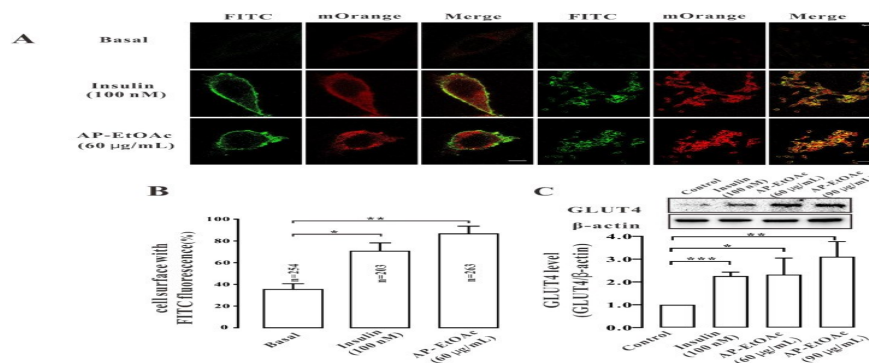 FITC mOrange Merge FITC mOrange Merge
A
Basal
Insulin
(100 nM)
AP-EtOAc
(60 μg/mL)
B
cell surface with
FITC fluorescence(%)
100
80
60
40
20
0
**
*
n=254
n=203
n=263
Basal
Insulin
(100 nM)
AP-EtOAc
(60 μg/mL)
C
Control
Insulin
(100 nM)
AP-EtOAc
(60 μg/mL)
AP-EtOAc
(90 μg/mL)
GLUT4
β-actin
GLUT4 level
(GLUT4/β-actin)
4.0
3.0
2.0
1.0
0.0
**
*
***
Control
Insulin
(100 nM)
AP-EtOAc
(60 μg/mL)
AP-EtOAc
(90 μg/mL)